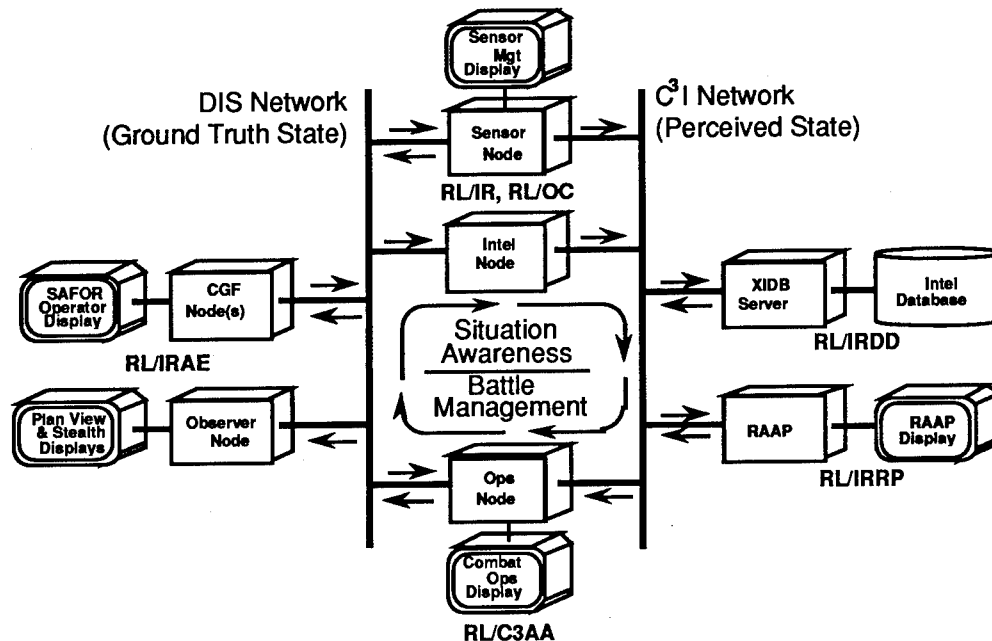 Sensor
Mgt
Display
DIS Network
(Ground Truth State)
C³I Network
(Perceived State)
Sensor
Node
RL/IR, RL/OC
Intel
Node
SAFOR
Operator
Display
CGF
Node(s)
RL/IRAE
XIDB
Server
Intel
Database
RL/IRDD
Situation
Awareness
Battle
Management
Plan View
& Stealth
Displays
Observer
Node
RAAP
RAAP
Display
RL/IRRP
Ops
Node
Combat
Ops
Display
RL/C3AA